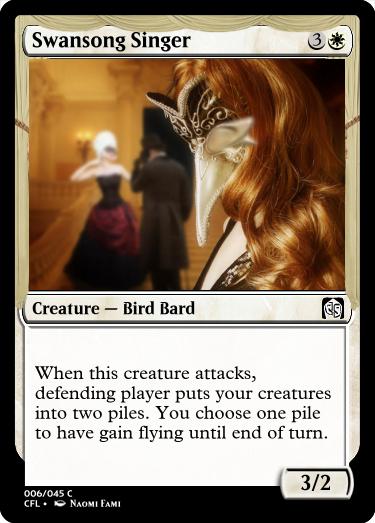 Swansong Singer 3
Creature — Bird Bard
When this creature attacks,
defending player puts your creatures
into two piles. You choose one pile
to have gain flying until end of turn.
006/045 C
CFL • Naomi Fami
3/2